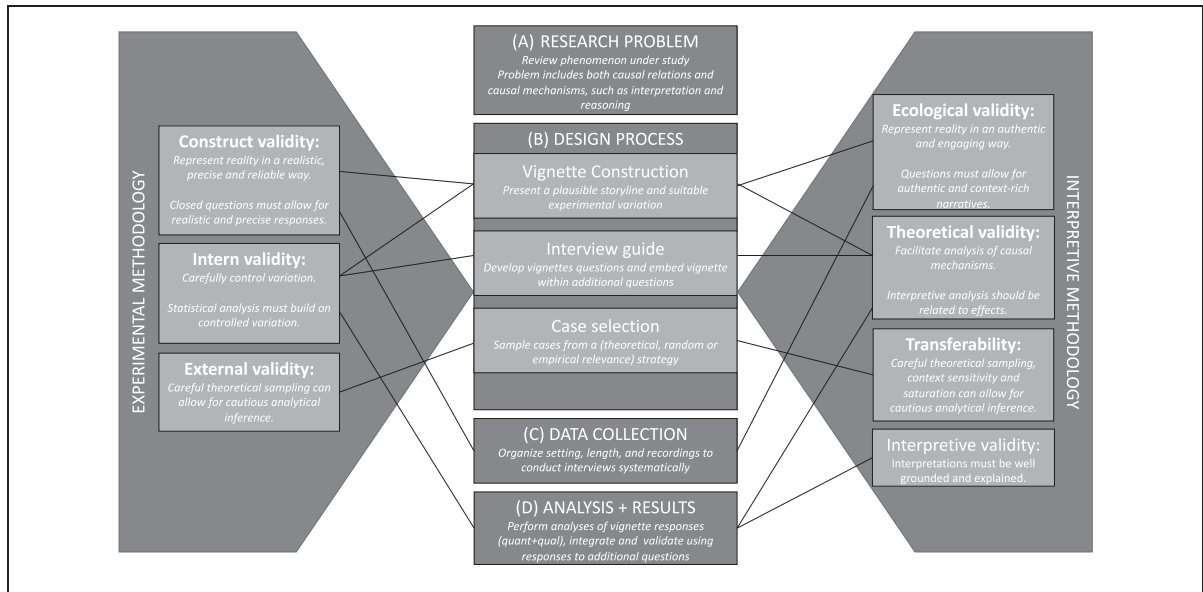 EXPERIMENTAL METHODOLOGY
Construct validity:
Represent reality in a realistic,
precise and reliable way.
Closed questions must allow for
realistic and precise responses.
Intern validity:
Carefully control variation.
Statistical analysis must build on
controlled variation.
External validity:
Careful theoretical sampling can
allow for cautious analytical
inference.
(A) RESEARCH PROBLEM
Review phenomenon under study
Problem includes both causal relations and
causal mechanisms, such as interpretation and
reasoning
(B) DESIGN PROCESS
Vignette Construction
Present a plausible storyline and suitable
experimental variation
Interview guide
Develop vignettes questions and embed vignette
within additional questions
Case selection
Sample cases from a (theoretical, random or
empirical relevance) strategy
(C) DATA COLLECTION
Organize setting, length, and recordings to
conduct interviews systematically
(D) ANALYSIS + RESULTS
Perform analyses of vignette responses
(quant+qual), integrate and validate using
responses to additional questions
Ecological validity:
Represent reality in an authentic
and engaging way.
Questions must allow for
authentic and context-rich
narratives.
Theoretical validity:
Facilitate analysis of causal
mechanisms.
Interpretive analysis should be
related to effects.
Transferability:
Careful theoretical sampling,
context sensitivity and
saturation can allow for
cautious analytical inference.
Interpretive validity:
Interpretations must be well
grounded and explained.
INTERPRETIVE METHODOLOGY